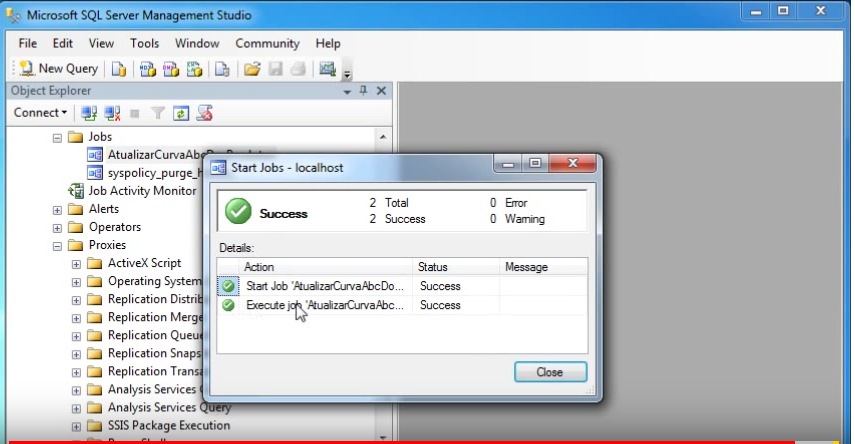 Microsoft SQL Server Management Studio
File Edit View Tools Window Community Help
New Query
Object Explorer
Connect
Jobs
AtualizarCurvaAbc
syspolicy_purge_h
Job Activity Monitor
Alerts
Operators
Proxies
ActiveX Script
Operating System
Replication Distrib
Replication Merge
Replication Queue
Replication Snaps
Replication Transa
Analysis Services
Analysis Services Query
SSIS Package Execution
Start Jobs - localhost
Success
2 Total 0 Error
2 Success 0 Warning
Details:
Action Status Message
Start Job 'AtualizarCurvaAbcDo... Success
Execute job 'AtualizarCurvaAbc... Success
Close